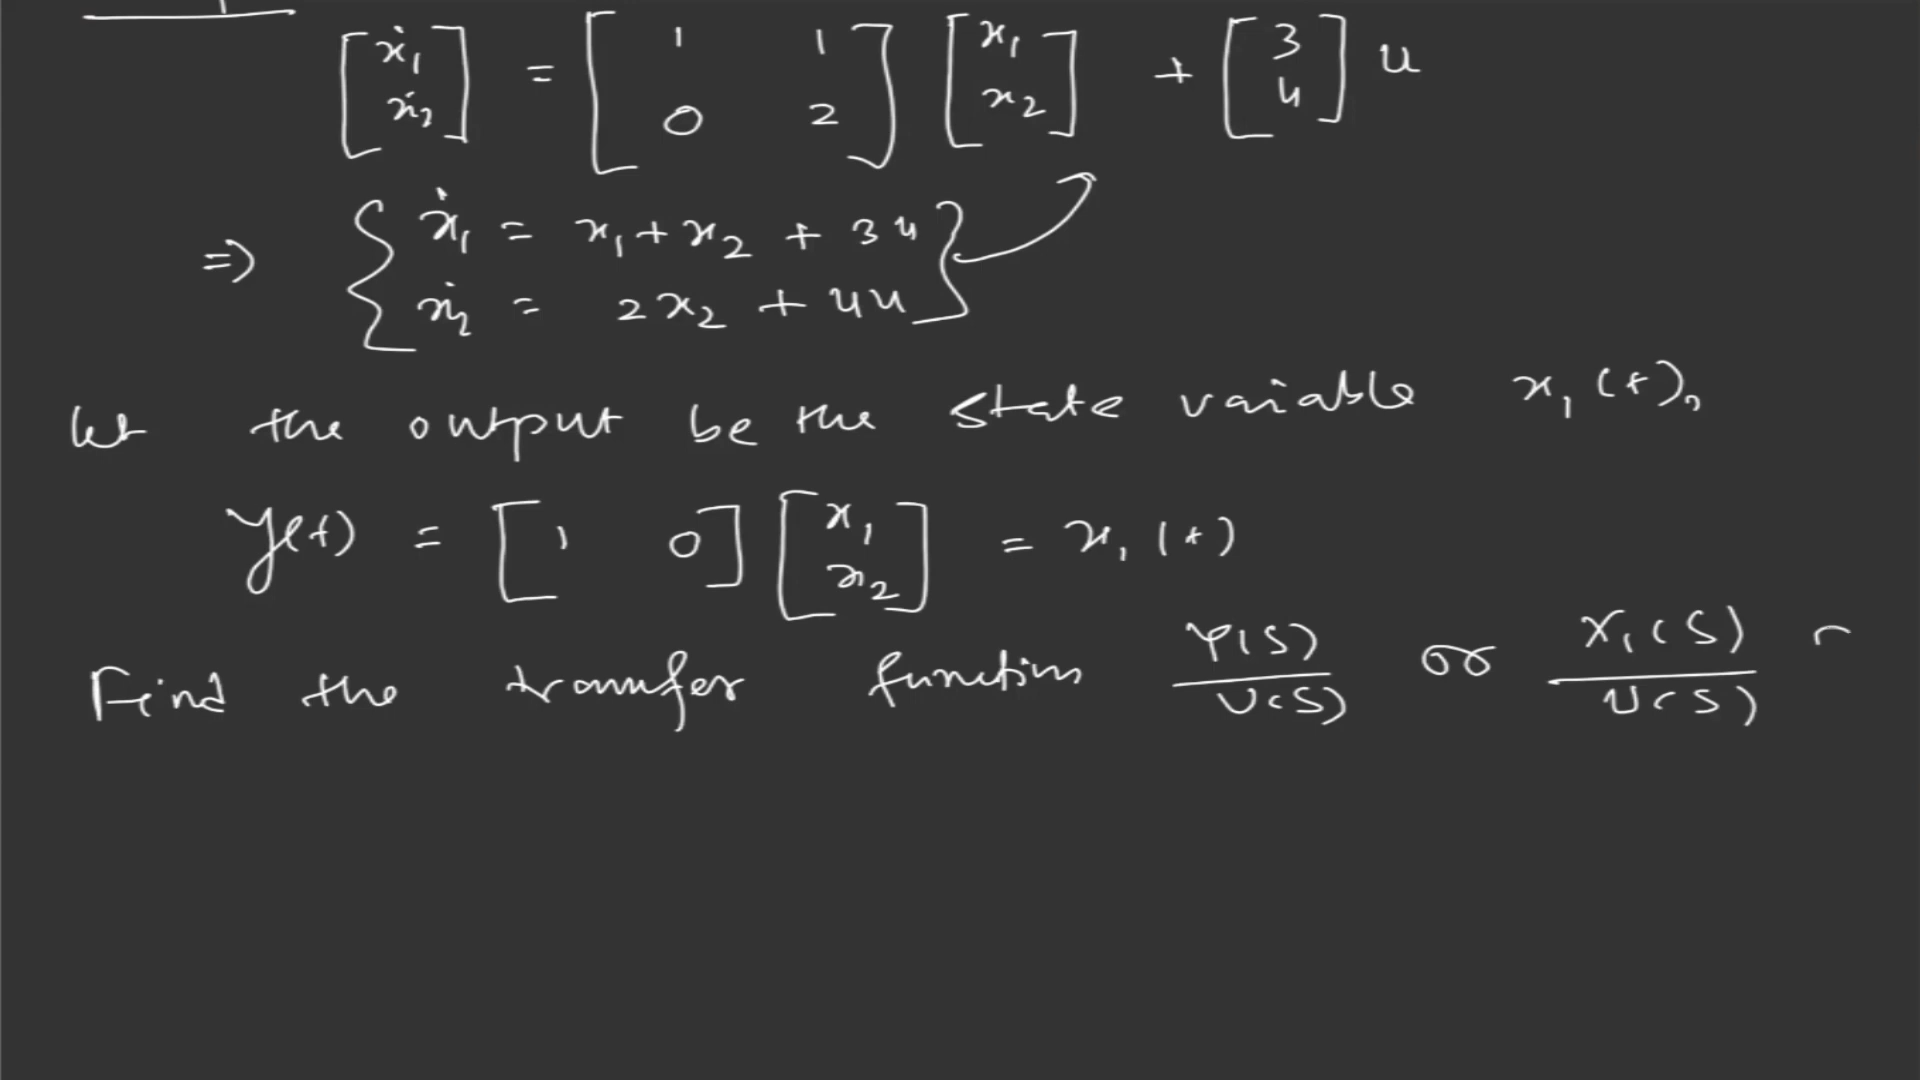 [ẋ₁ ẋ₂] = [1 1 0 2] [x₁ x₂] + [3 4] u
⇒ { ẋ₁ = x₁ + x₂ + 3u
ẋ₂ = 2x₂ + 4u }
let the output be the state variable x₁(t),
y(t) = [1 0] [x₁ x₂] = x₁(t)
Find the transfer function Y(s)/U(s) or X₁(s)/U(s)